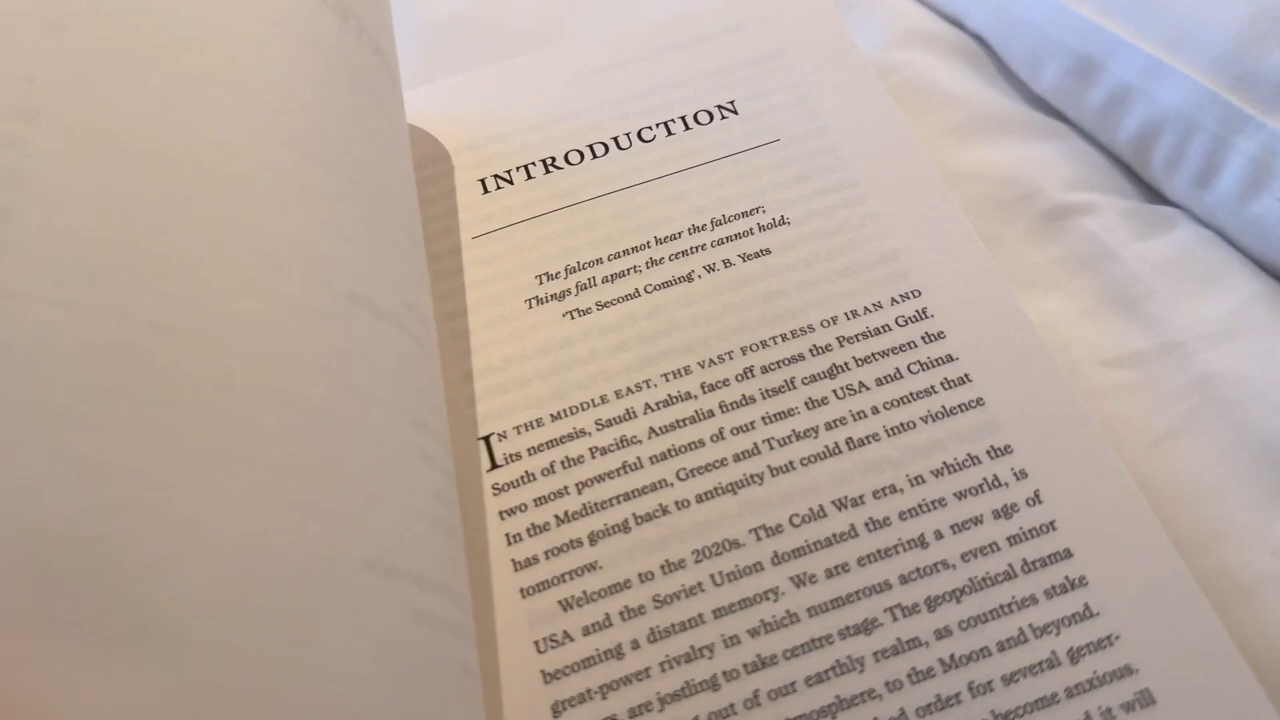 INTRODUCTION
The falcon cannot hear the falconer;
Things fall apart; the centre cannot hold;
‘The Second Coming’, W. B. Yeats
IN THE MIDDLE EAST, THE VAST FORTRESS OF IRAN AND
its nemesis, Saudi Arabia, face off across the Persian Gulf.
South of the Pacific, Australia finds itself caught between the
two most powerful nations of our time: the USA and China.
In the Mediterranean, Greece and Turkey are in a contest that
has roots going back to antiquity but could flare into violence
tomorrow.
Welcome to the 2020s. The Cold War era, in which the
USA and the Soviet Union dominated the entire world, is
becoming a distant memory. We are entering a new age of
great-power rivalry in which numerous actors, even minor
are jostling to take centre stage. The geopolitical drama
out of our earthly realm, as countries stake
to the Moon and beyond.
order for several gener-
become anxious.
it will